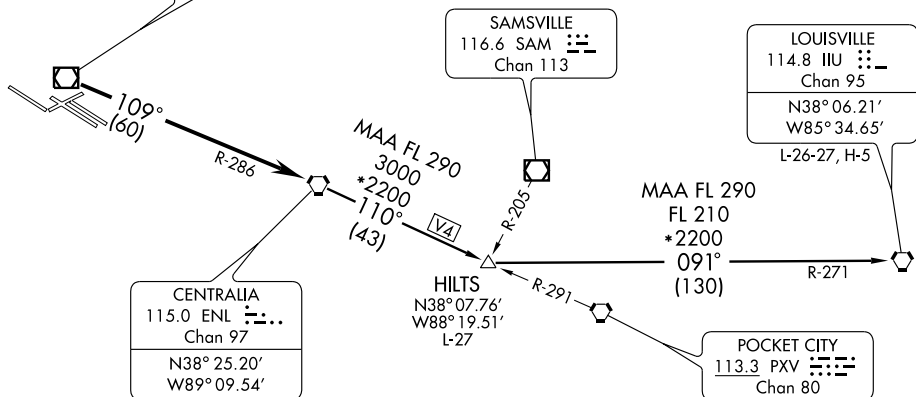 SAMSVILLE
116.6 SAM
Chan 113
LOUISVILLE
114.8 IIU
Chan 95
N38° 06.21′
W85° 34.65′
L-26-27, H-5
109°
(60)
R-286
MAA FL 290
3000
*2200
110°
(43)
V4
R-205
MAA FL 290
FL 210
*2200
091°
(130)
R-271
HILTS
N38° 07.76′
W88° 19.51′
L-27
R-291
CENTRALIA
115.0 ENL
Chan 97
N38° 25.20′
W89° 09.54′
POCKET CITY
113.3 PXV
Chan 80